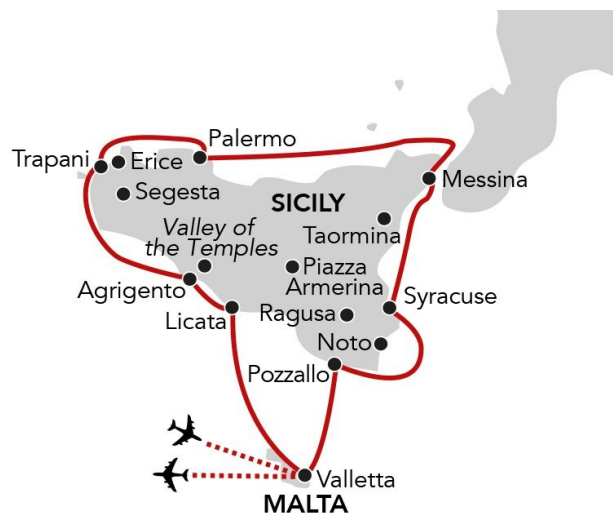 Palermo
Trapani
Erice
Messina
Segesta
SICILY
Valley of
the Temples
Taormina
Piazza
Armerina
Agrigento
Syracuse
Licata
Ragusa
Noto
Pozzallo
Valletta
MALTA